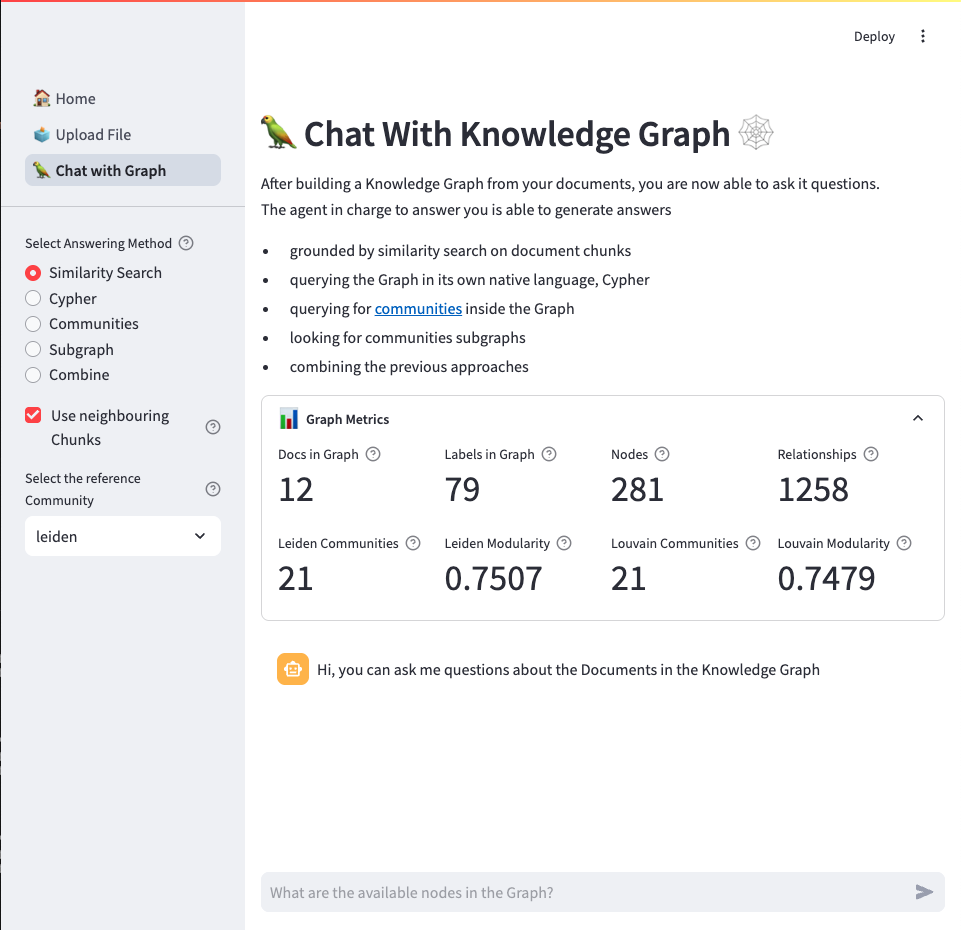 Deploy
Home
Upload File
Chat with Graph
Select Answering Method
Similarity Search
Cypher
Communities
Subgraph
Combine
Use neighbouring
Chunks
Select the reference
Community
leiden
Chat With Knowledge Graph
After building a Knowledge Graph from your documents, you are now able to ask it questions.
The agent in charge to answer you is able to generate answers
• grounded by similarity search on document chunks
• querying the Graph in its own native language, Cypher
• querying for communities inside the Graph
• looking for communities subgraphs
• combining the previous approaches
Graph Metrics
Docs in Graph Labels in Graph Nodes Relationships
12 79 281 1258
Leiden Communities Leiden Modularity Louvain Communities Louvain Modularity
21 0.7507 21 0.7479
Hi, you can ask me questions about the Documents in the Knowledge Graph
What are the available nodes in the Graph?